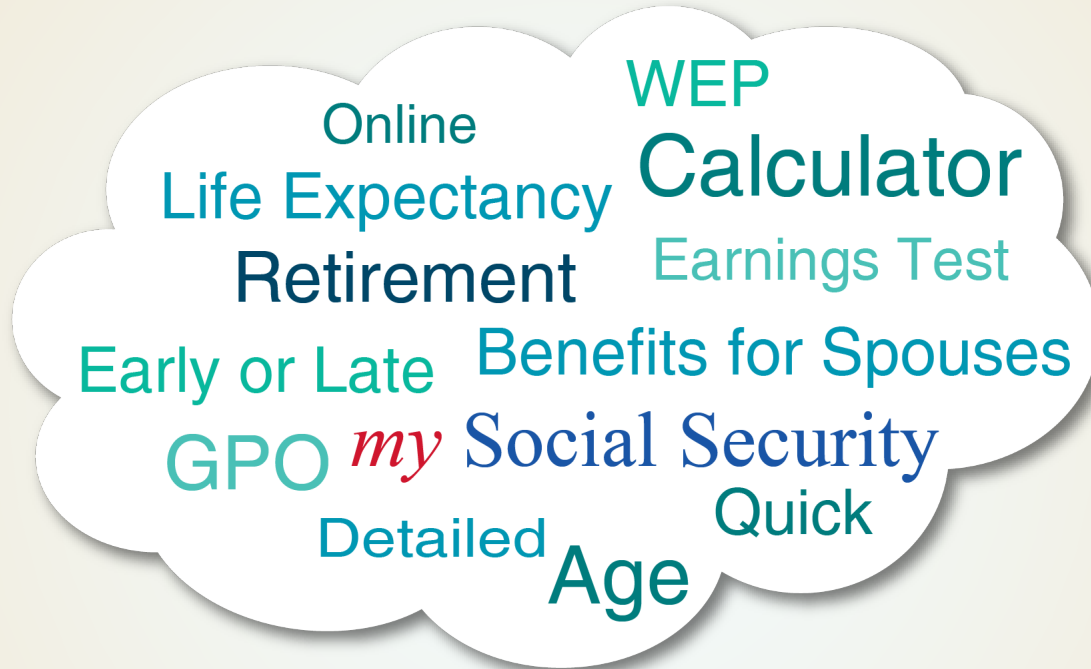 WEP
Online
Calculator
Life Expectancy
Retirement
Earnings Test
Benefits for Spouses
Early or Late
my Social Security
GPO
Quick
Detailed
Age